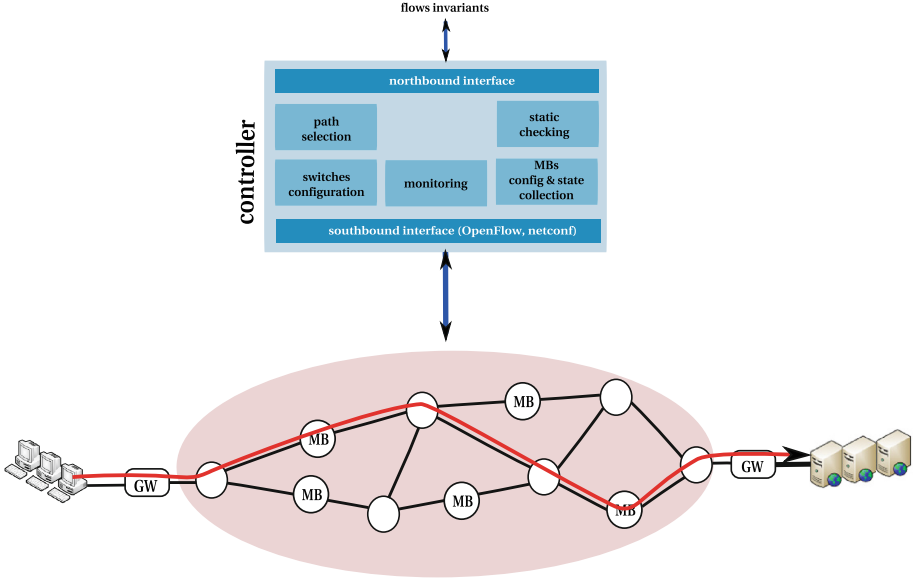 flows invariants
northbound interface
controller
path
selection
static
checking
switches
configuration
monitoring
MBs
config & state
collection
southbound interface (OpenFlow, netconf)
MB
MB
GW
MB
MB
MB
GW